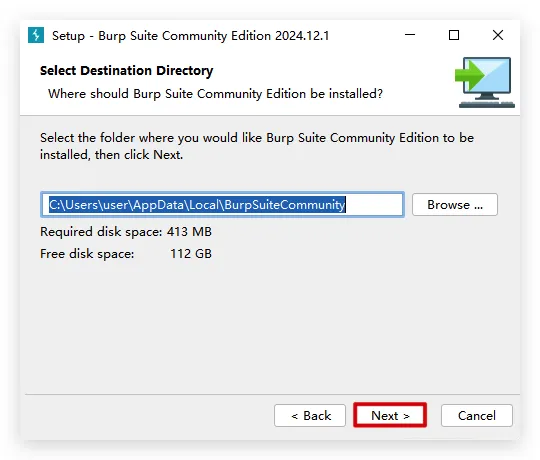 Setup - Burp Suite Community Edition 2024.12.1
Select Destination Directory
Where should Burp Suite Community Edition be installed?
Select the folder where you would like Burp Suite Community Edition to be
installed, then click Next.
C:\Users\user\AppData\Local\BurpSuiteCommunity
Browse ...
Required disk space: 413 MB
Free disk space: 112 GB
< Back
Next >
Cancel